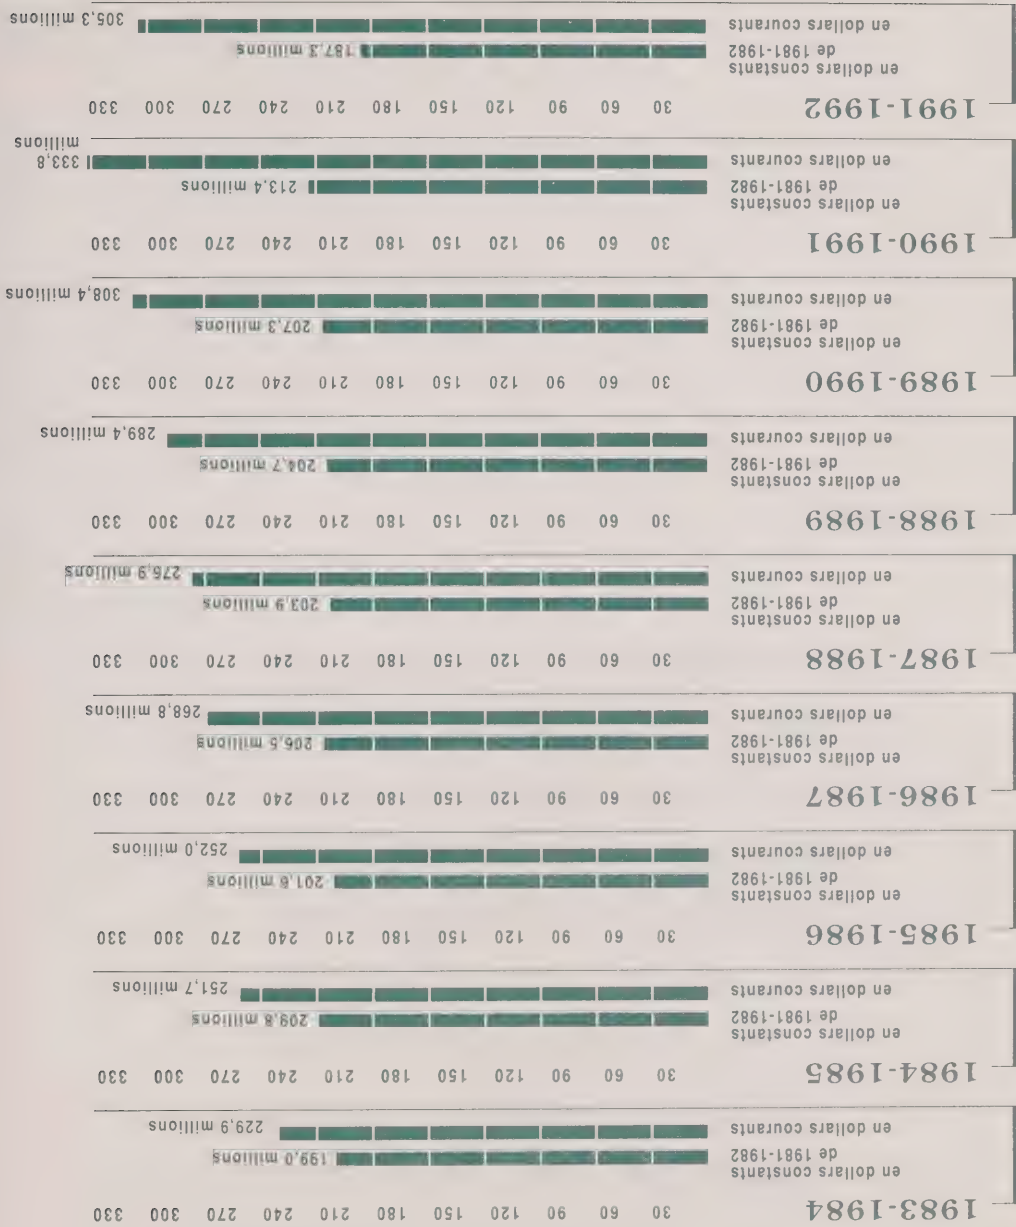 1983-1984
30 60 90 120 150 180 210 240 270 300 330
en dollars constants
de 1981-1982
199,0 millions
en dollars courants
229,9 millions
1984-1985
30 60 90 120 150 180 210 240 270 300 330
en dollars constants
de 1981-1982
209,8 millions
en dollars courants
251,7 millions
1985-1986
30 60 90 120 150 180 210 240 270 300 330
en dollars constants
de 1981-1982
201,6 millions
en dollars courants
252,0 millions
1986-1987
30 60 90 120 150 180 210 240 270 300 330
en dollars constants
de 1981-1982
206,5 millions
en dollars courants
268,8 millions
1987-1988
30 60 90 120 150 180 210 240 270 300 330
en dollars constants
de 1981-1982
203,9 millions
en dollars courants
275,9 millions
1988-1989
30 60 90 120 150 180 210 240 270 300 330
en dollars constants
de 1981-1982
204,7 millions
en dollars courants
289,4 millions
1989-1990
30 60 90 120 150 180 210 240 270 300 330
en dollars constants
de 1981-1982
207,3 millions
en dollars courants
308,4 millions
1990-1991
30 60 90 120 150 180 210 240 270 300 330
en dollars constants
de 1981-1982
213,4 millions
en dollars courants
333,8
millions
1991-1992
30 60 90 120 150 180 210 240 270 300 330
en dollars constants
de 1981-1982
187,3 millions
en dollars courants
305,3 millions